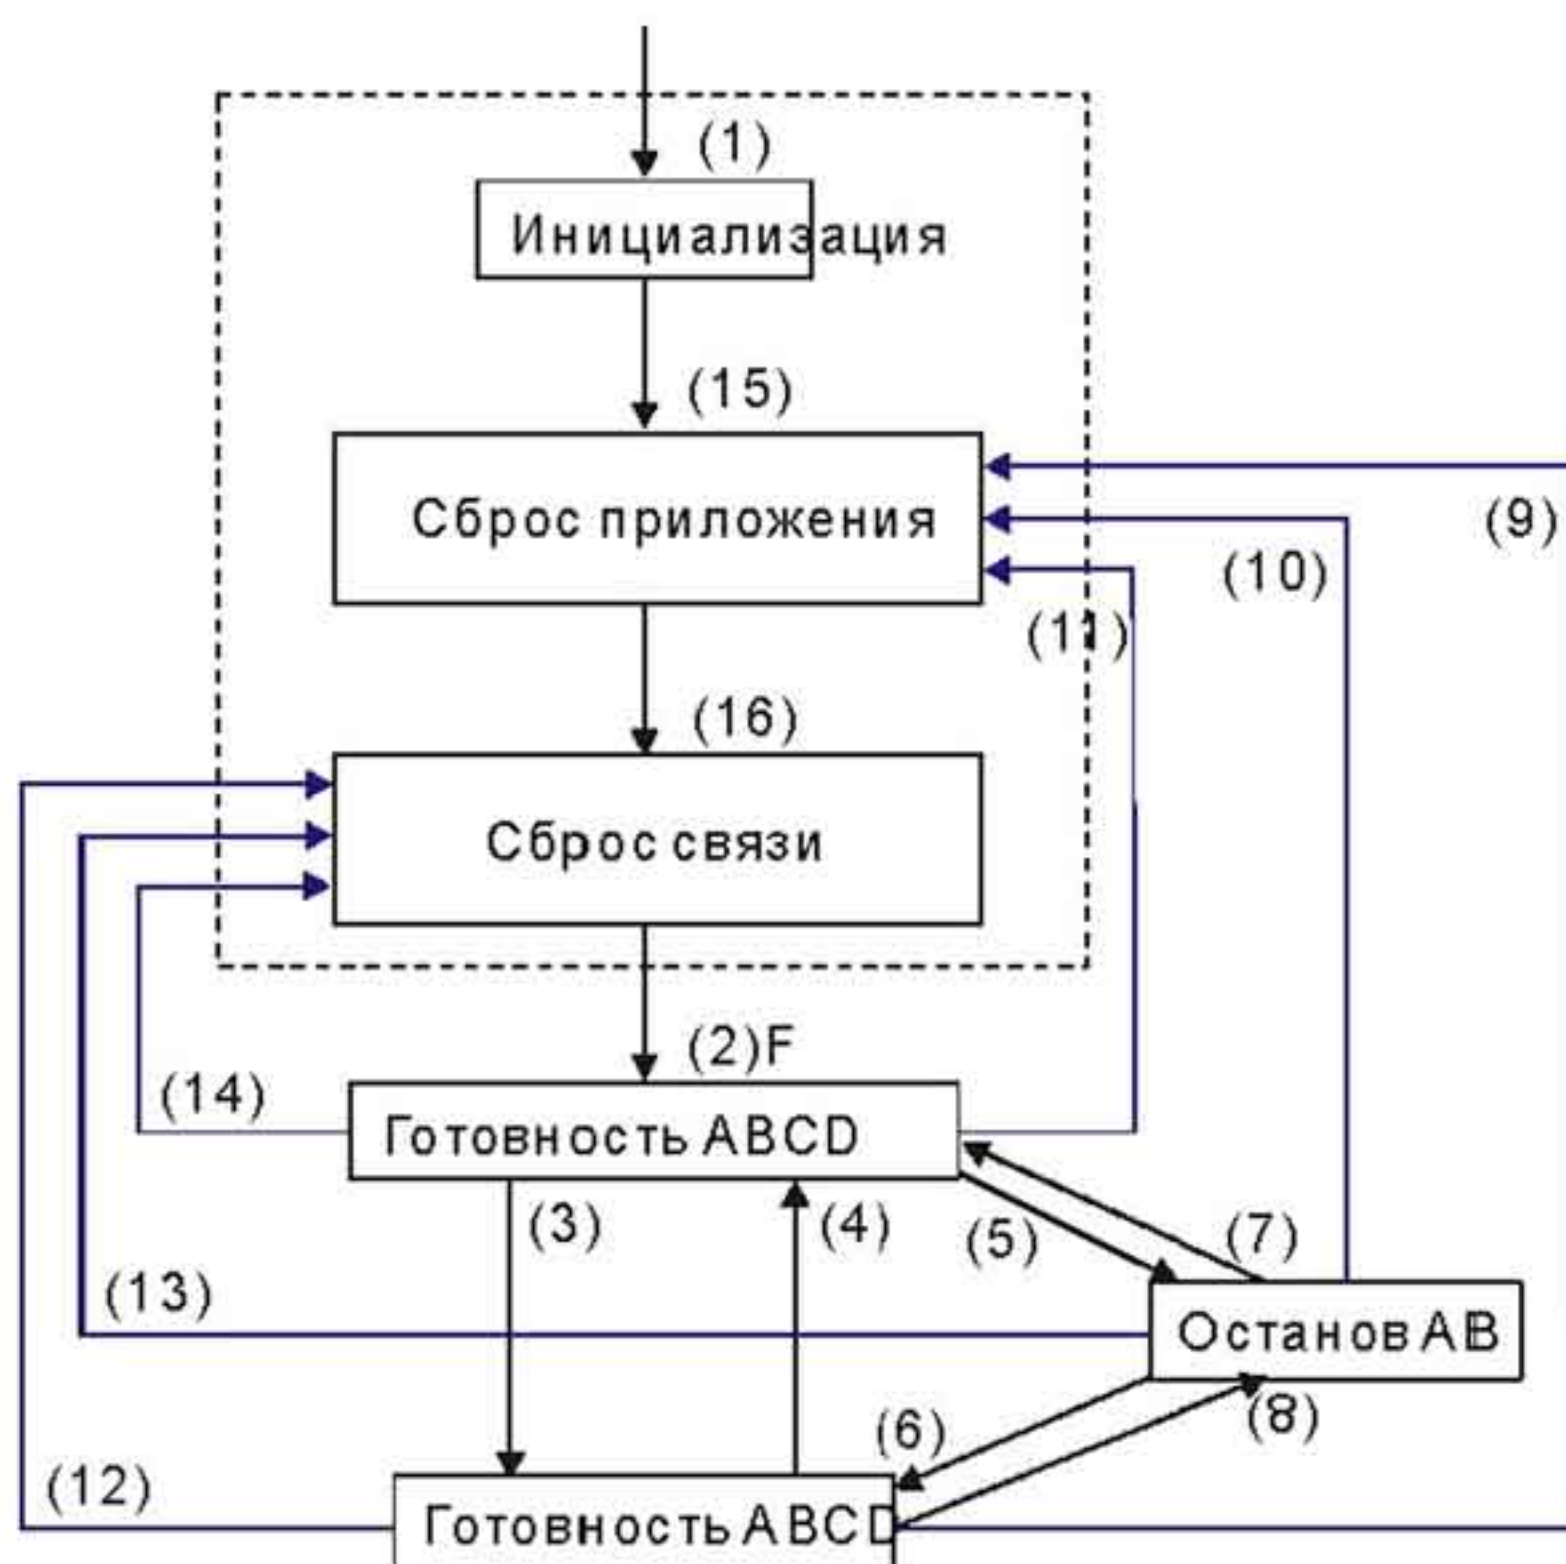 (1)
Инициализация
(15)
Сброс приложения
(9)
(10)
(11)
(16)
Сброс связи
(2)F
(14)
Готовность ABCD
(3)
(4)
(5)
(7)
(13)
Останов AB
(6)
(8)
(12)
Готовность ABCD